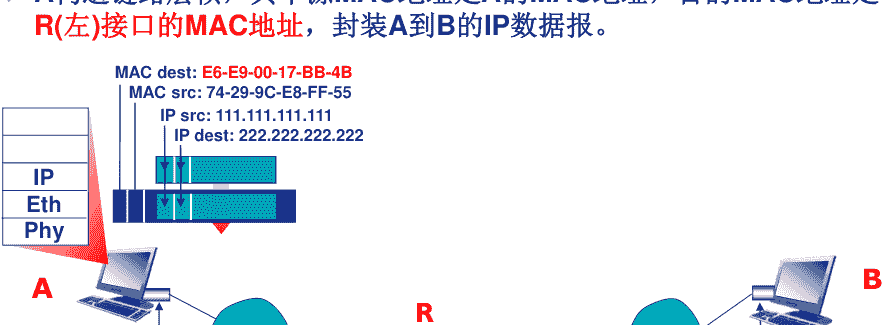 R(左)接口的MAC地址，封装A到B的IP数据报。
MAC dest: E6-E9-00-17-BB-4B
MAC src: 74-29-9C-E8-FF-55
IP src: 111.111.111.111
IP dest: 222.222.222.222
IP
Eth
Phy
A
B
R